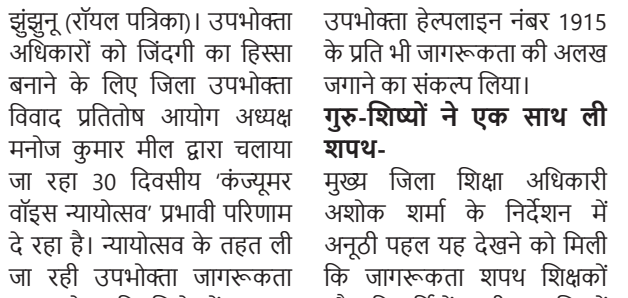 झुंझुनू (रॉयल पत्रिका)। उपभोक्ता
अधिकारों को जिंदगी का हिस्सा
बनाने के लिए जिला उपभोक्ता
विवाद प्रतितोष आयोग अध्यक्ष
मनोज कुमार मील द्वारा चलाया
जा रहा 30 दिवसीय ’कंज्यूमर
वॉइस न्यायोत्सव’ प्रभावी परिणाम
दे रहा है। न्यायोत्सव के तहत ली
जा रही उपभोक्ता जागरूकता
उपभोक्ता हेल्पलाइन नंबर 1915
के प्रति भी जागरूकता की अलख
जगाने का संकल्प लिया।
गुरु-शिष्यों ने एक साथ ली
शपथ-
मुख्य जिला शिक्षा अधिकारी
अशोक शर्मा के निर्देशन में
अनूठी पहल यह देखने को मिली
कि जागरूकता शपथ शिक्षकों